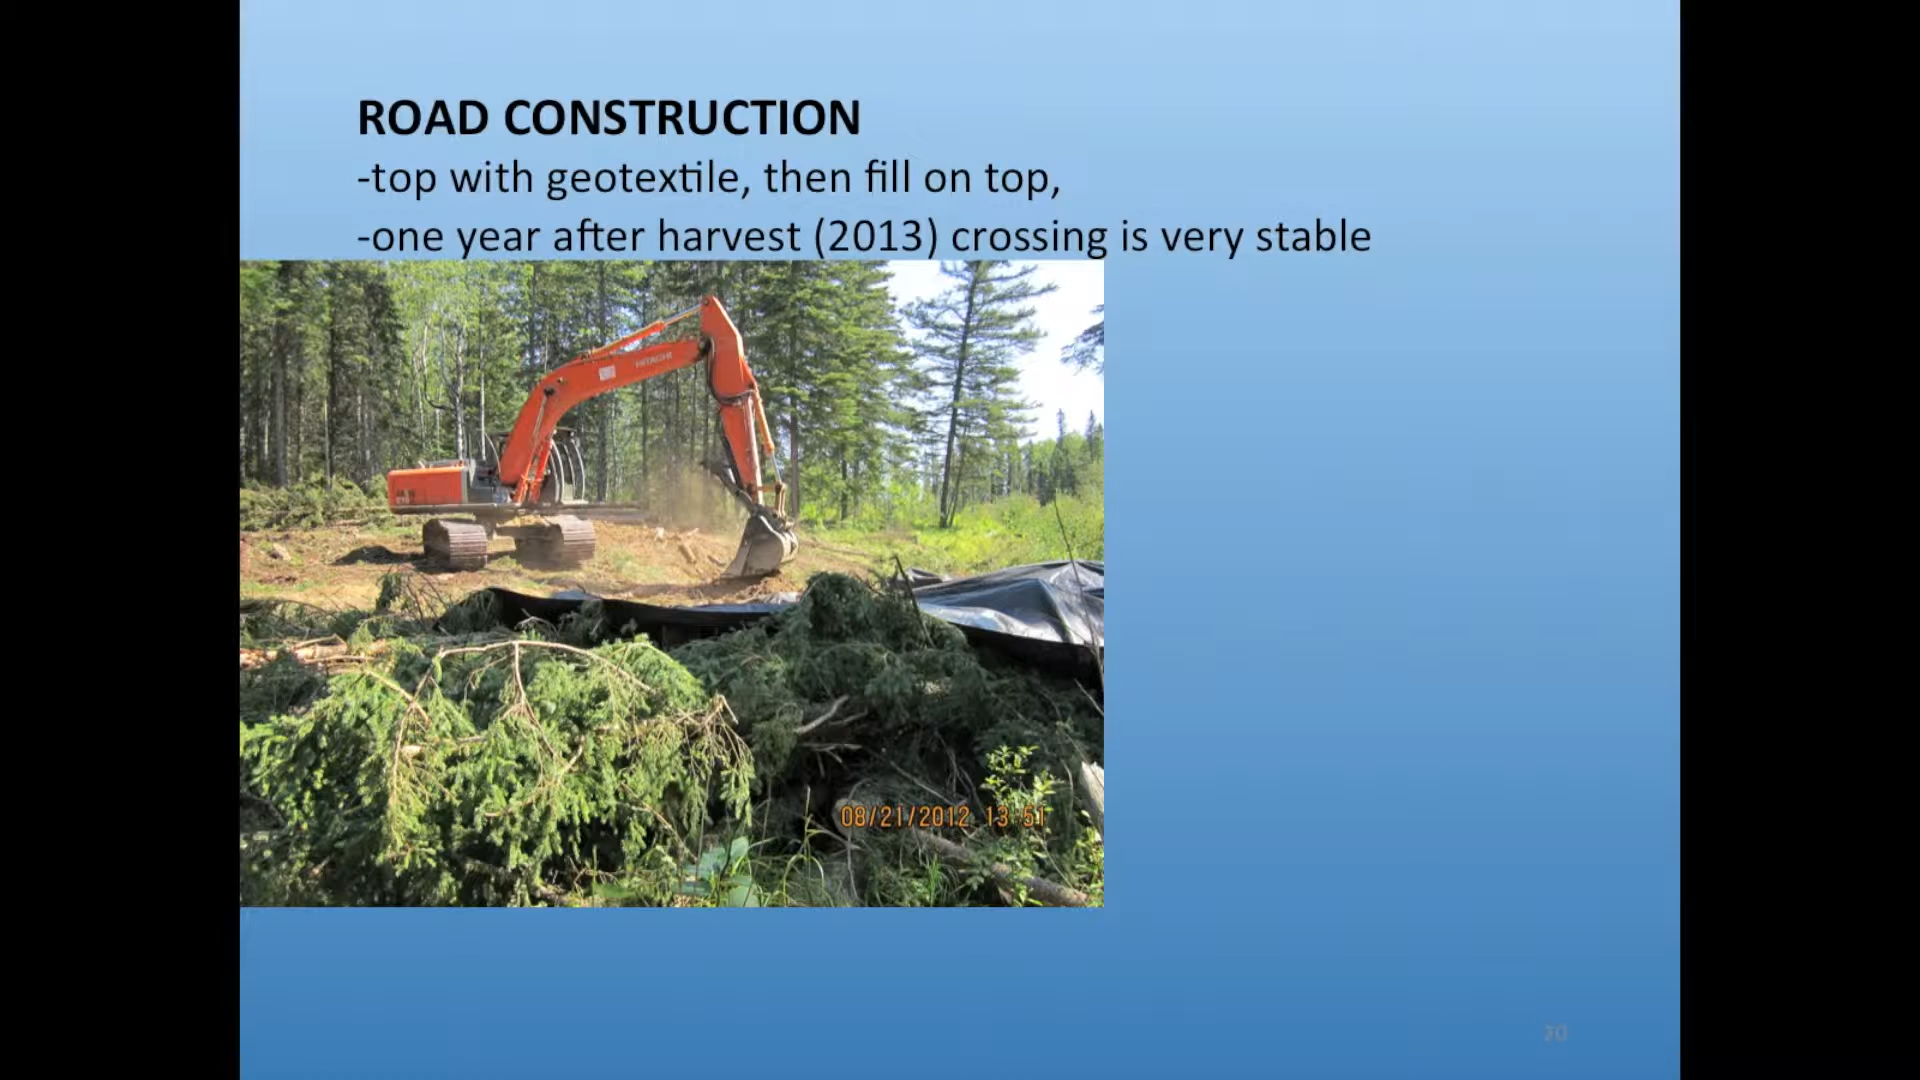 ROAD CONSTRUCTION
-top with geotextile, then fill on top,
-one year after harvest (2013) crossing is very stable
HITACHI
08/21/2012 13:51